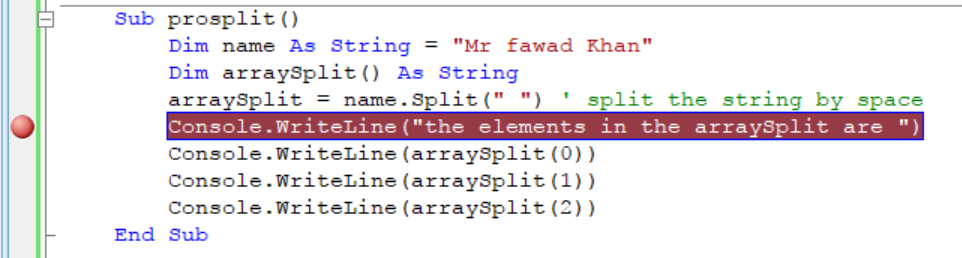 Sub prosplit()
Dim name As String = "Mr fawad Khan"
Dim arraySplit() As String
arraySplit = name.Split(" ") ' split the string by space
Console.WriteLine("the elements in the arraySplit are ")
Console.WriteLine(arraySplit(0))
Console.WriteLine(arraySplit(1))
Console.WriteLine(arraySplit(2))
End Sub